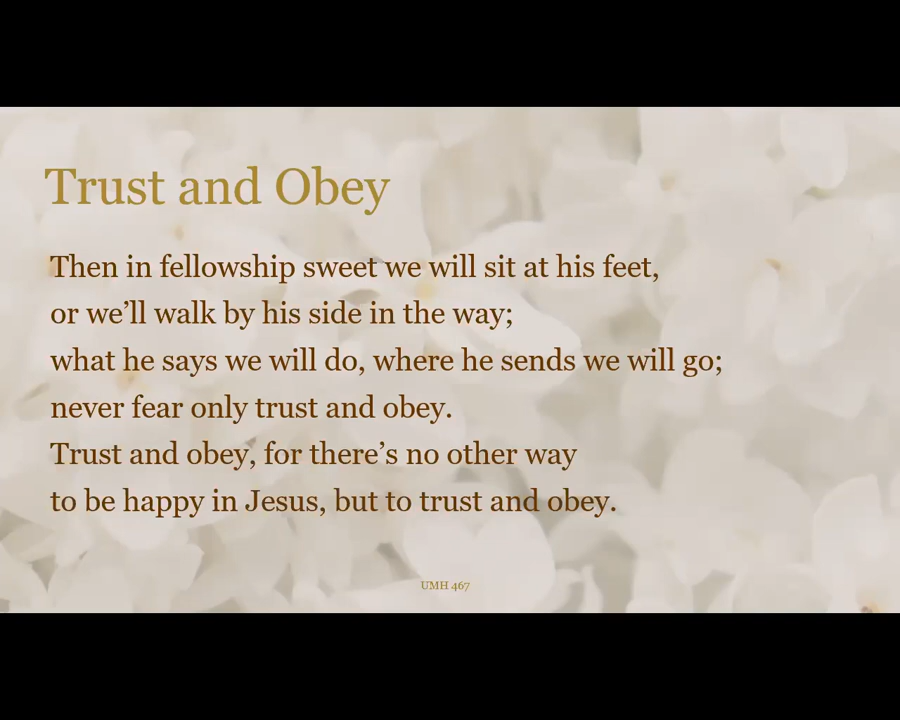 Trust and Obey
Then in fellowship sweet we will sit at his feet,
or we’ll walk by his side in the way;
what he says we will do, where he sends we will go;
never fear only trust and obey.
Trust and obey, for there’s no other way
to be happy in Jesus, but to trust and obey.
UMH 467